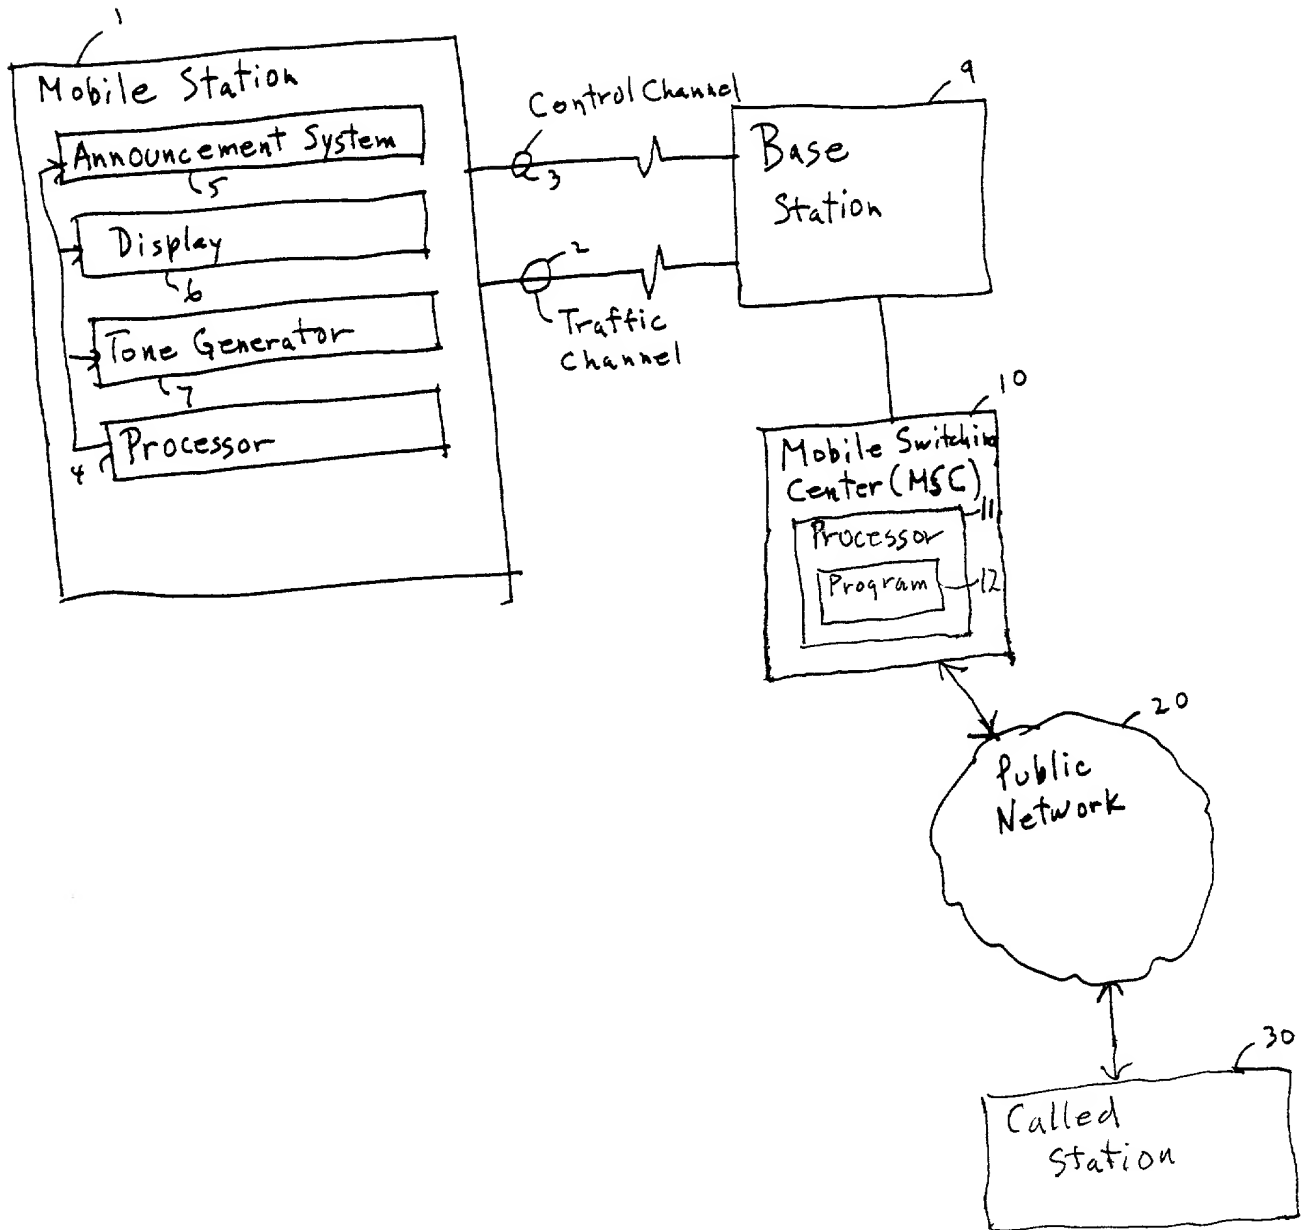 1
Mobile Station
Announcement System
5
Display
6
Tone Generator
7
Processor
4
Control Channel
3
2
Traffic
Channel
9
Base
Station
10
Mobile Switching
Center (MSC)
11
Processor
Program
12
20
Public
Network
30
Called
Station